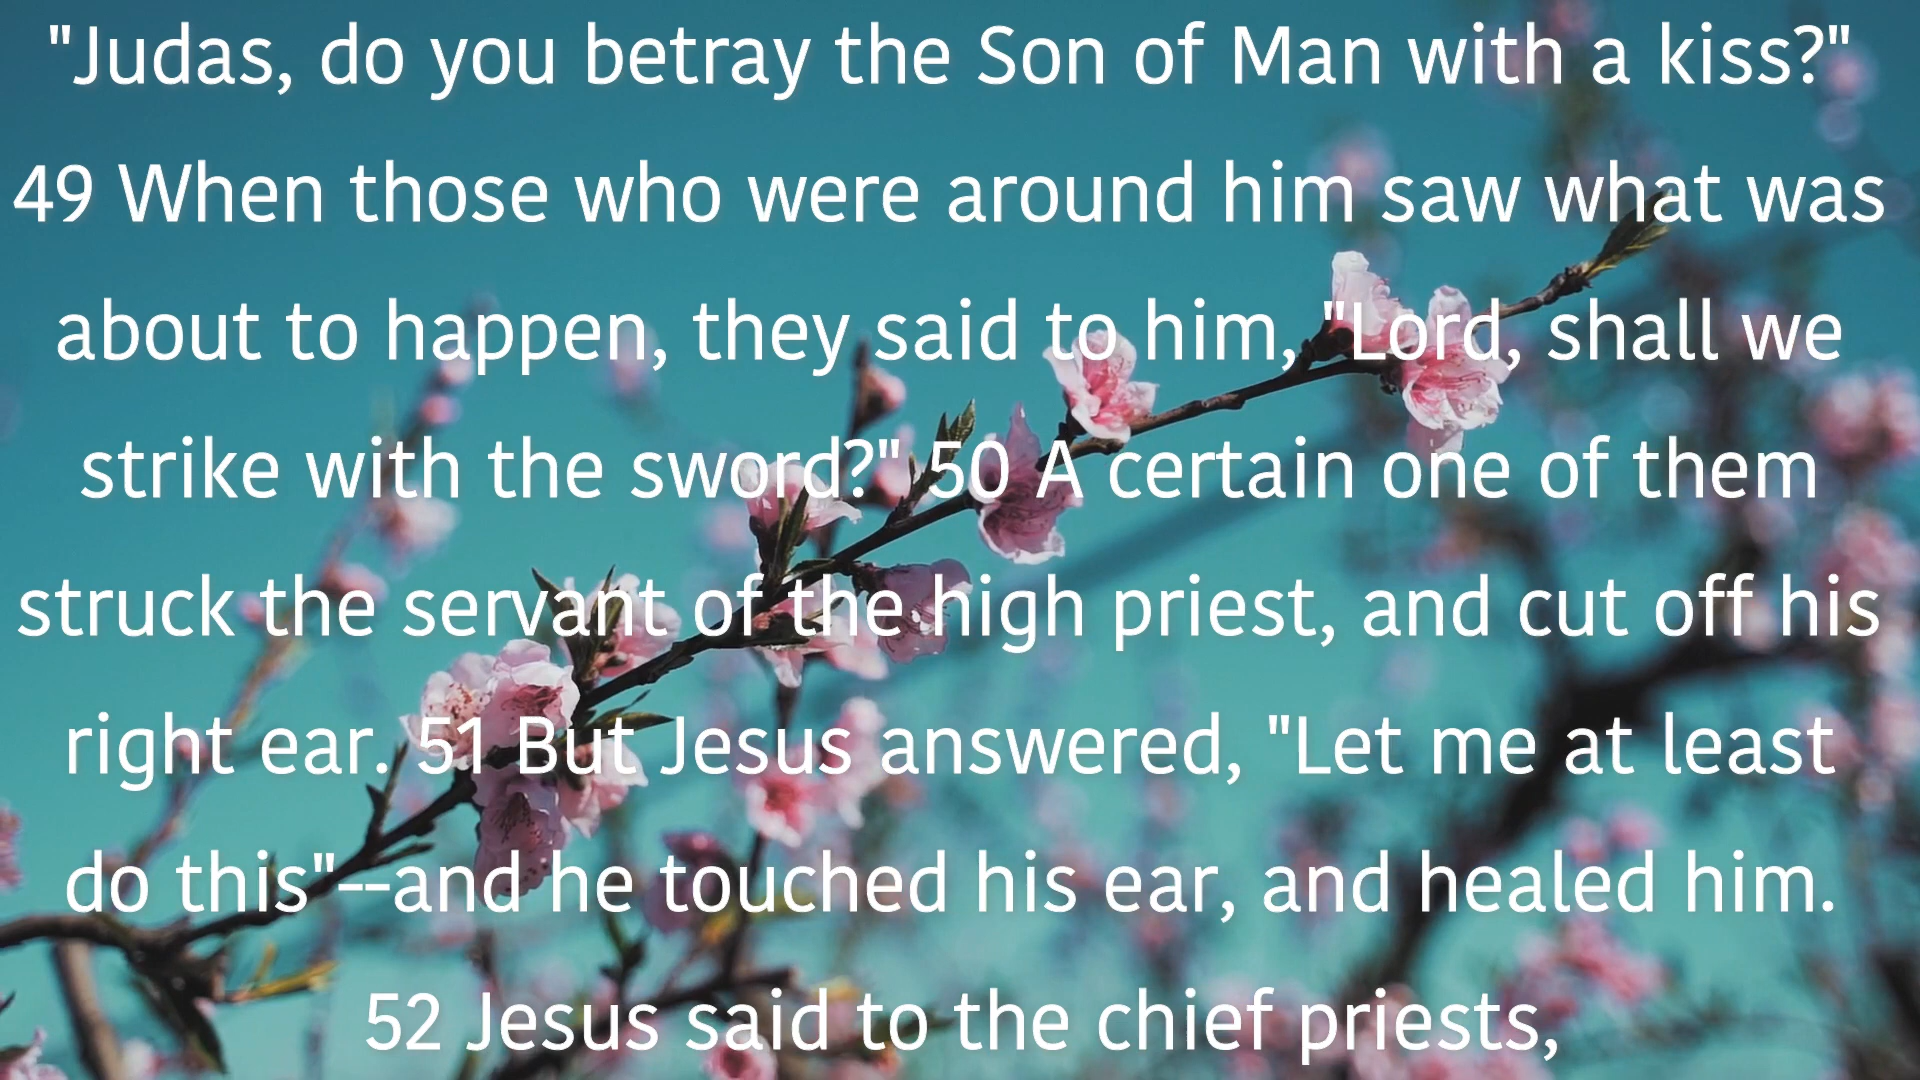 "Judas, do you betray the Son of Man with a kiss?"
49 When those who were around him saw what was
about to happen, they said to him, "Lord, shall we
strike with the sword?" 50 A certain one of them
struck the servant of the high priest, and cut off his
right ear. 51 But Jesus answered, "Let me at least
do this"--and he touched his ear, and healed him.
52 Jesus said to the chief priests,